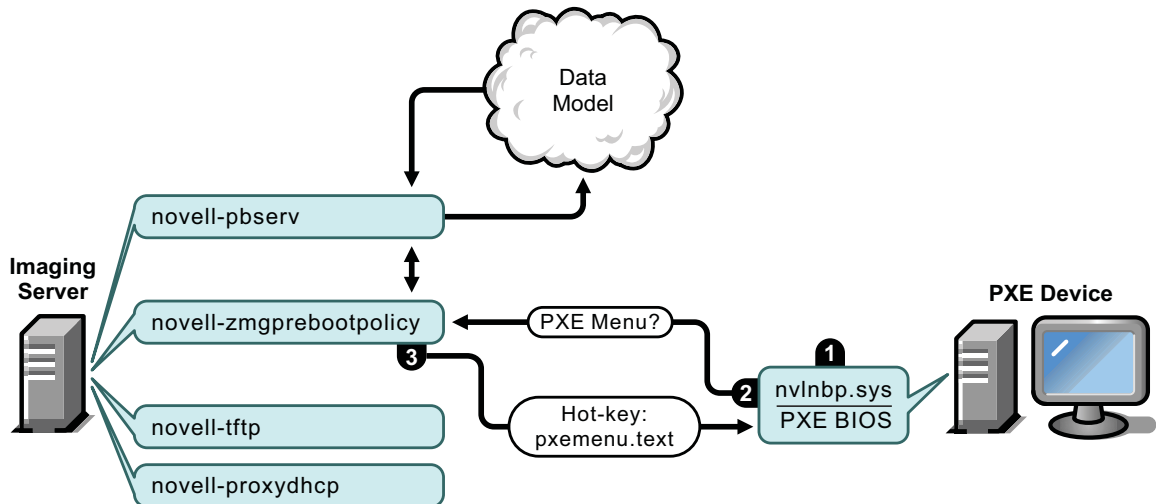 Data
Model
novell-pbserv
Imaging
Server
novell-zmgprebootpolicy
PXE Menu?
PXE Device
3
1
2
nvlnbp.sys
PXE BIOS
Hot-key:
pxemenu.text
novell-tftp
novell-proxydhcp